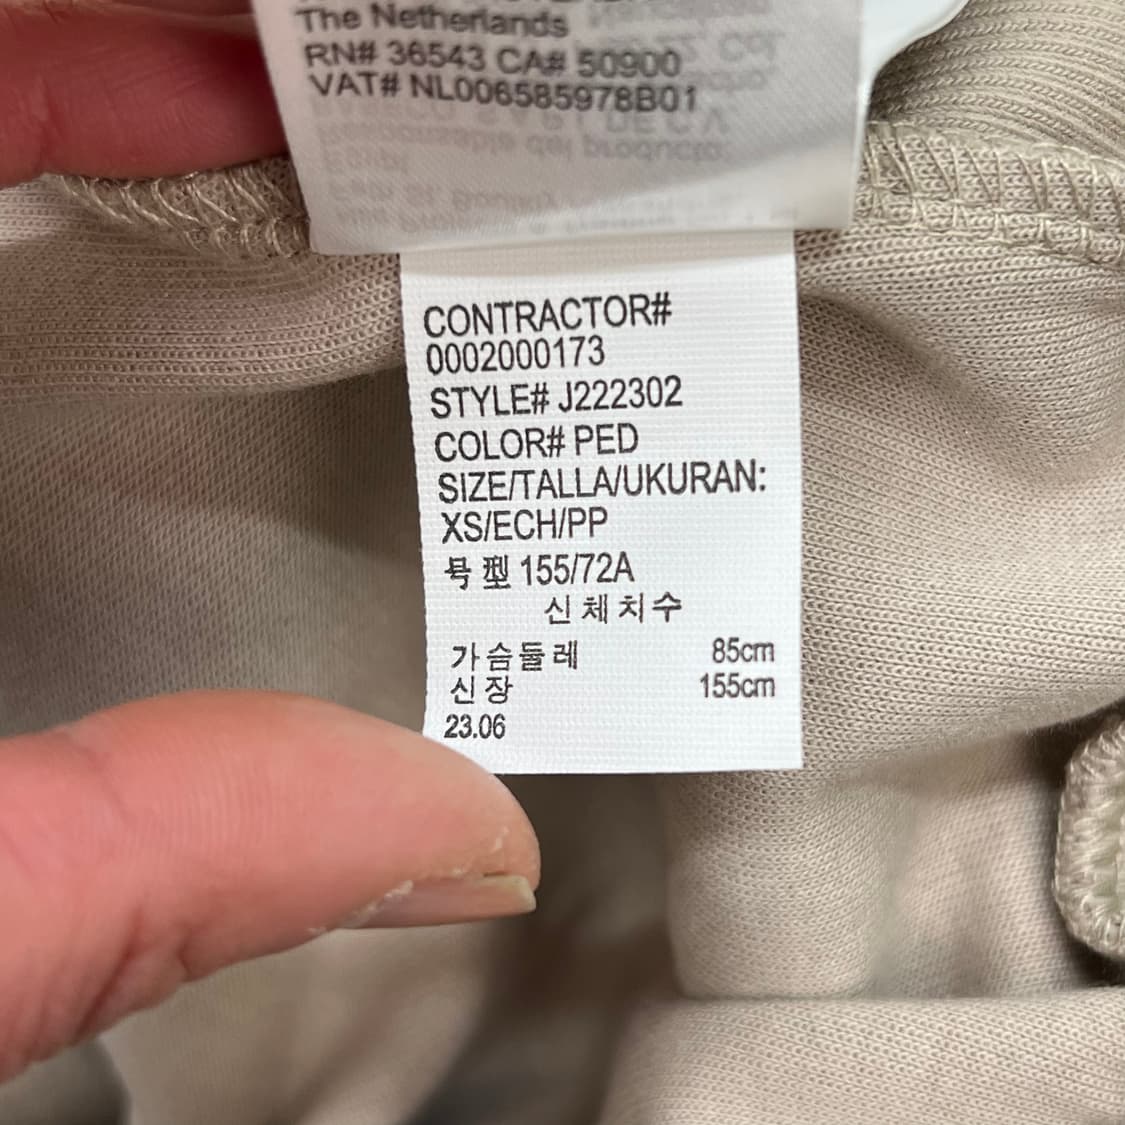 The Netherlands
RN# 36543 CA# 50900
VAT# NL006585978B01
CONTRACTOR#
0002000173
STYLE# J222302
COLOR# PED
SIZE/TALLA/UKURAN:
XS/ECH/PP
号型 155/72A
신체치수
가슴둘레 85cm
신장 155cm
23.06